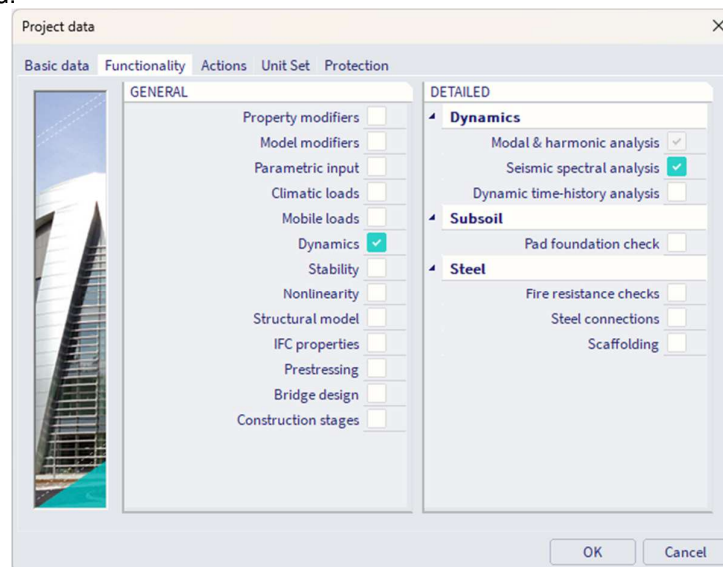 Project data
Basic data Functionality Actions Unit Set Protection
GENERAL
Property modifiers
Model modifiers
Parametric input
Climatic loads
Mobile loads
Dynamics
Stability
Nonlinearity
Structural model
IFC properties
Prestressing
Bridge design
Construction stages
DETAILED
Dynamics
Modal & harmonic analysis
Seismic spectral analysis
Dynamic time-history analysis
Subsoil
Pad foundation check
Steel
Fire resistance checks
Steel connections
Scaffolding
OK Cancel